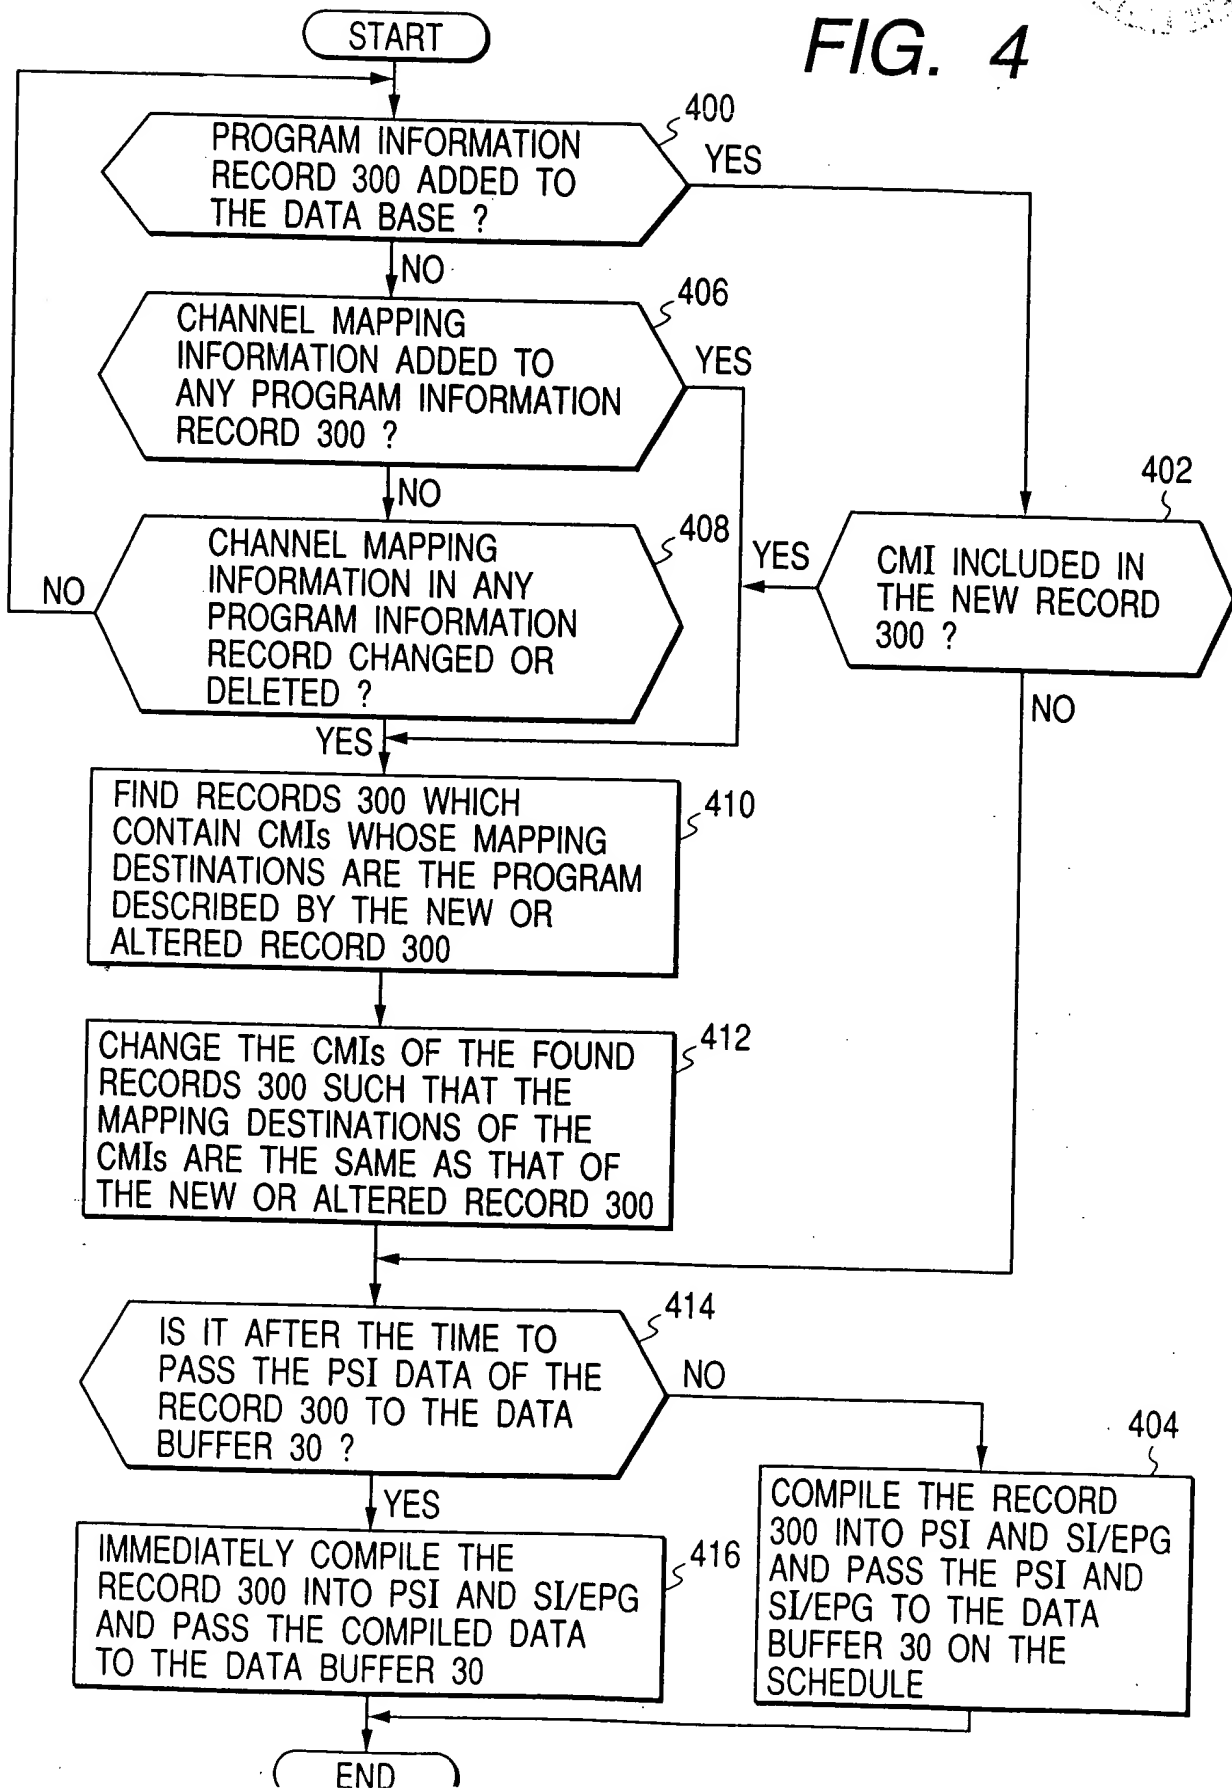 FIG. 4
START
400
PROGRAM INFORMATION
RECORD 300 ADDED TO
THE DATA BASE ?
YES
NO
406
CHANNEL MAPPING
INFORMATION ADDED TO
ANY PROGRAM INFORMATION
RECORD 300 ?
YES
NO
408
CHANNEL MAPPING
INFORMATION IN ANY
PROGRAM INFORMATION
RECORD CHANGED OR
DELETED ?
NO
YES
402
CMI INCLUDED IN
THE NEW RECORD
300 ?
YES
NO
410
FIND RECORDS 300 WHICH
CONTAIN CMIs WHOSE MAPPING
DESTINATIONS ARE THE PROGRAM
DESCRIBED BY THE NEW OR
ALTERED RECORD 300
412
CHANGE THE CMIs OF THE FOUND
RECORDS 300 SUCH THAT THE
MAPPING DESTINATIONS OF THE
CMIs ARE THE SAME AS THAT OF
THE NEW OR ALTERED RECORD 300
414
IS IT AFTER THE TIME TO
PASS THE PSI DATA OF THE
RECORD 300 TO THE DATA
BUFFER 30 ?
NO
YES
404
COMPILE THE RECORD
300 INTO PSI AND SI/EPG
AND PASS THE PSI AND
SI/EPG TO THE DATA
BUFFER 30 ON THE
SCHEDULE
416
IMMEDIATELY COMPILE THE
RECORD 300 INTO PSI AND SI/EPG
AND PASS THE COMPILED DATA
TO THE DATA BUFFER 30
END